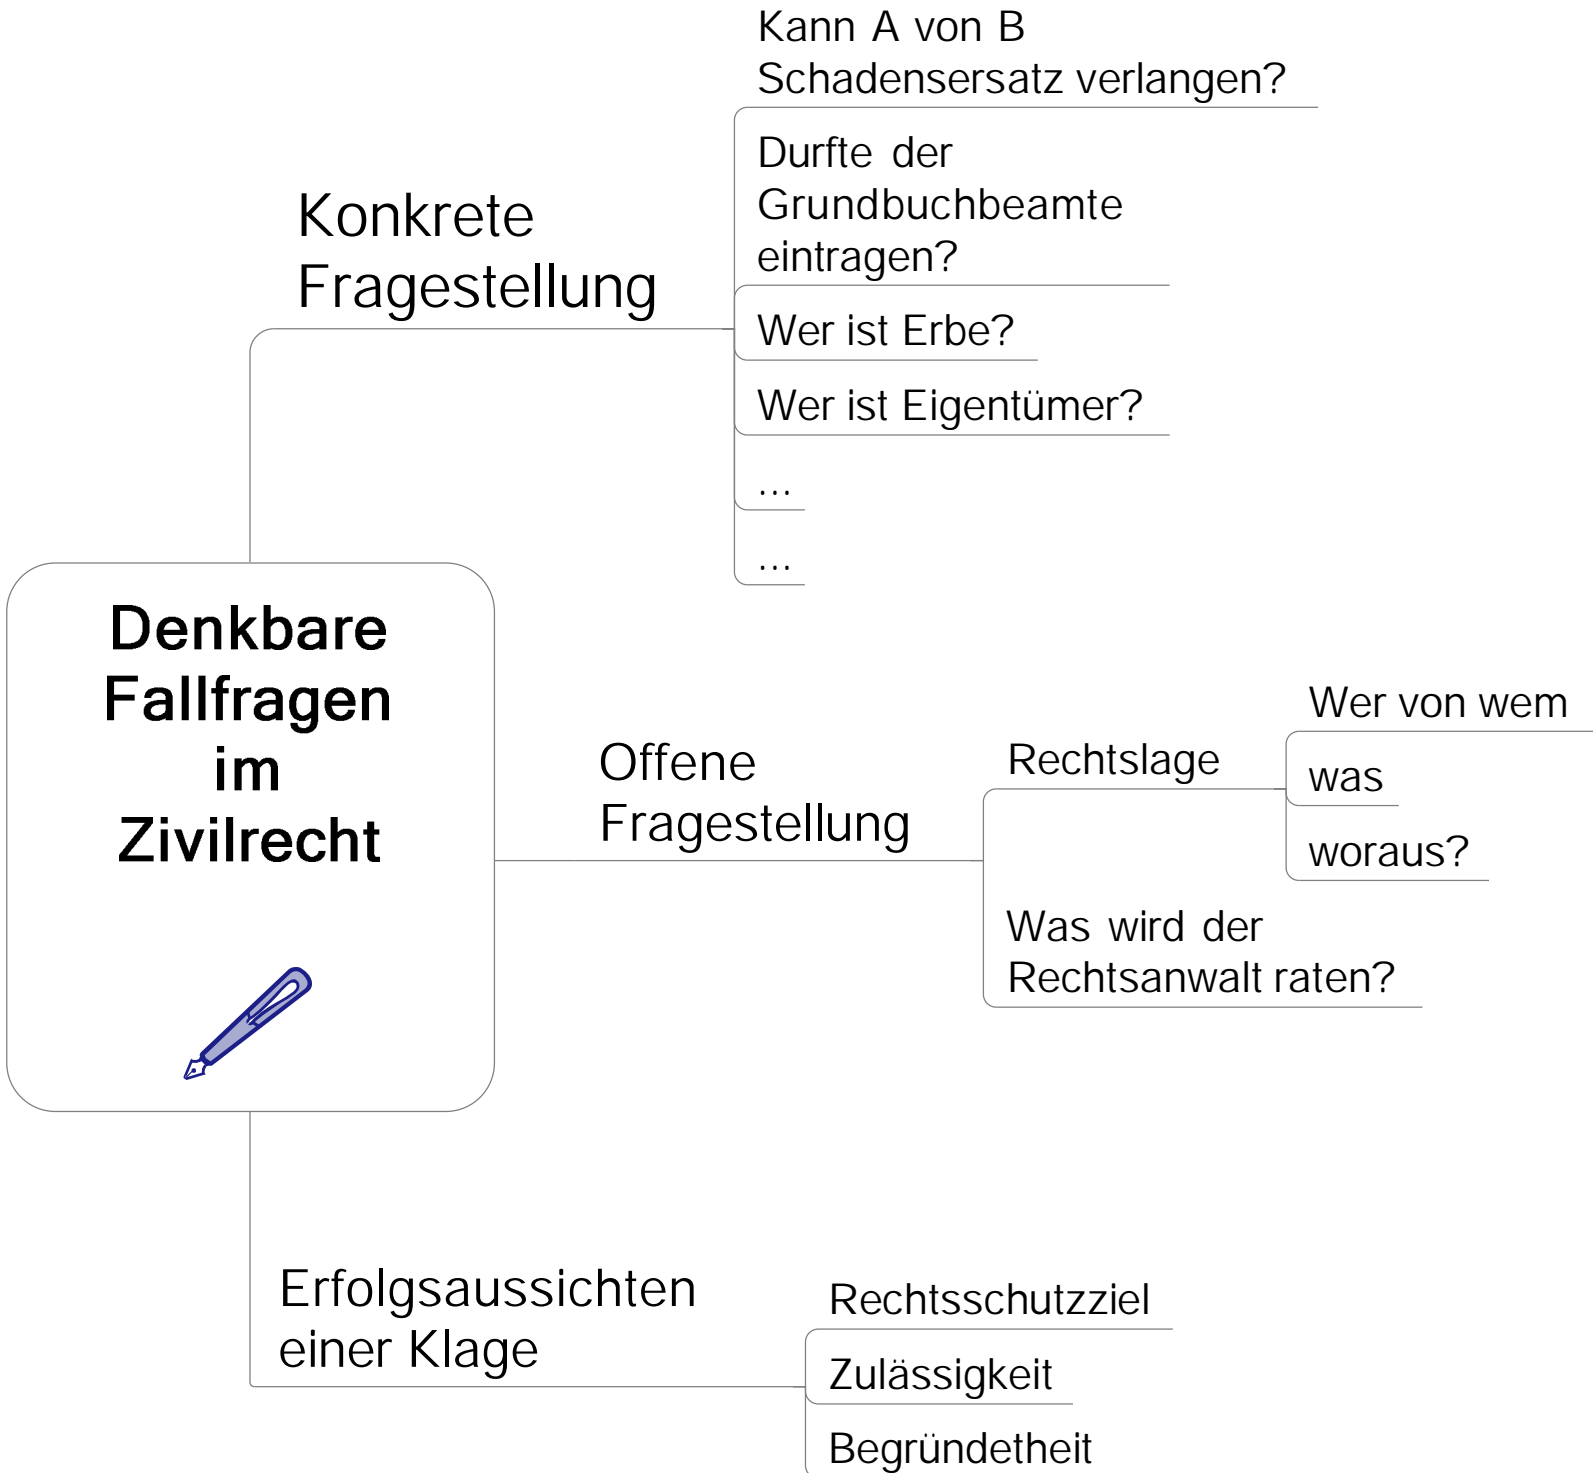 Kann A von B
Schadensersatz verlangen?
Durfte der
Grundbuchbeamte
eintragen?
Konkrete
Fragestellung
Wer ist Erbe?
Wer ist Eigentümer?
...
...
Denkbare
Fallfragen
im
Zivilrecht
Offene
Fragestellung
Rechtslage
Wer von wem
was
woraus?
Was wird der
Rechtsanwalt raten?
Erfolgsaussichten
einer Klage
Rechtsschutzziel
Zulässigkeit
Begründetheit